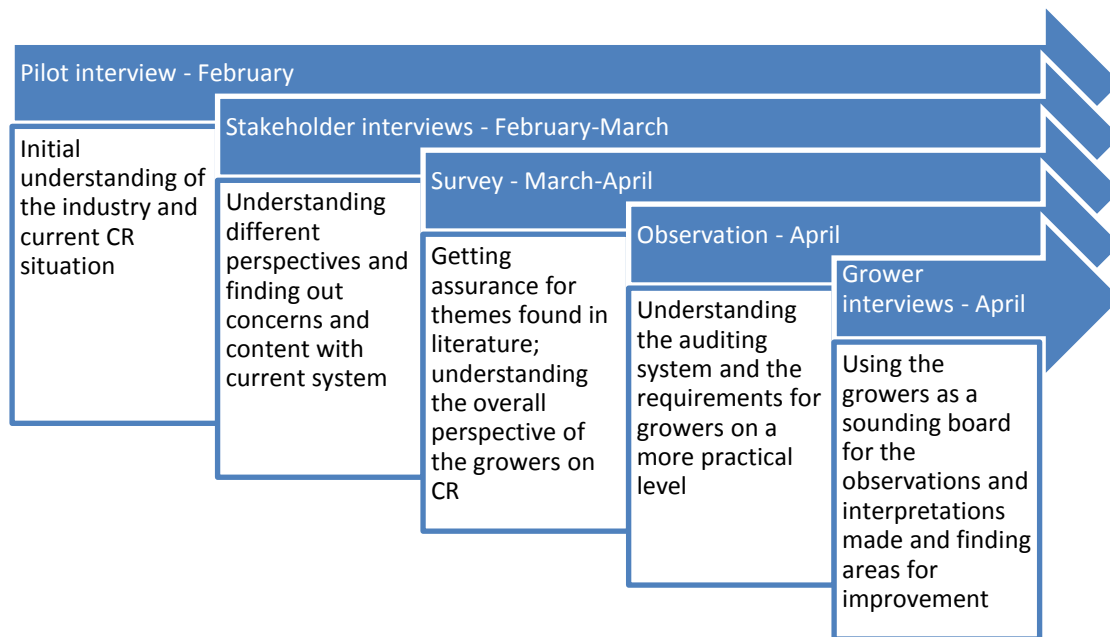 Pilot interview - February
Initial
understanding of
the industry and
current CR
situation
Stakeholder interviews - February-March
Understanding
different
perspectives and
finding out
concerns and
content with
current system
Survey - March-April
Getting
assurance for
themes found in
literature;
understanding
the overall
perspective of
the growers on
CR
Observation - April
Understanding
the auditing
system and the
requirements for
growers on a
more practical
level
Grower
interviews - April
Using the
growers as a
sounding board
for the
observations and
interpretations
made and finding
areas for
improvement